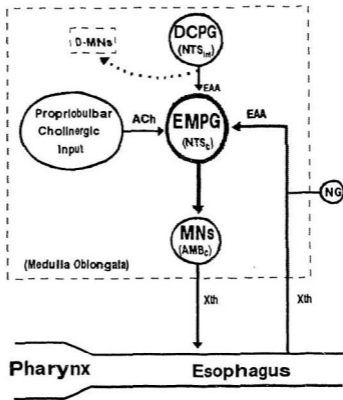 D-MNs
DCPG
(NTSint)
EAA
Propriobulbar
Cholinergic
Input
ACh
EMPG
(NTSc)
EAA
NG
MNs
(AMBc)
(Medulla Oblongata)
Xth
Xth
Pharynx
Esophagus